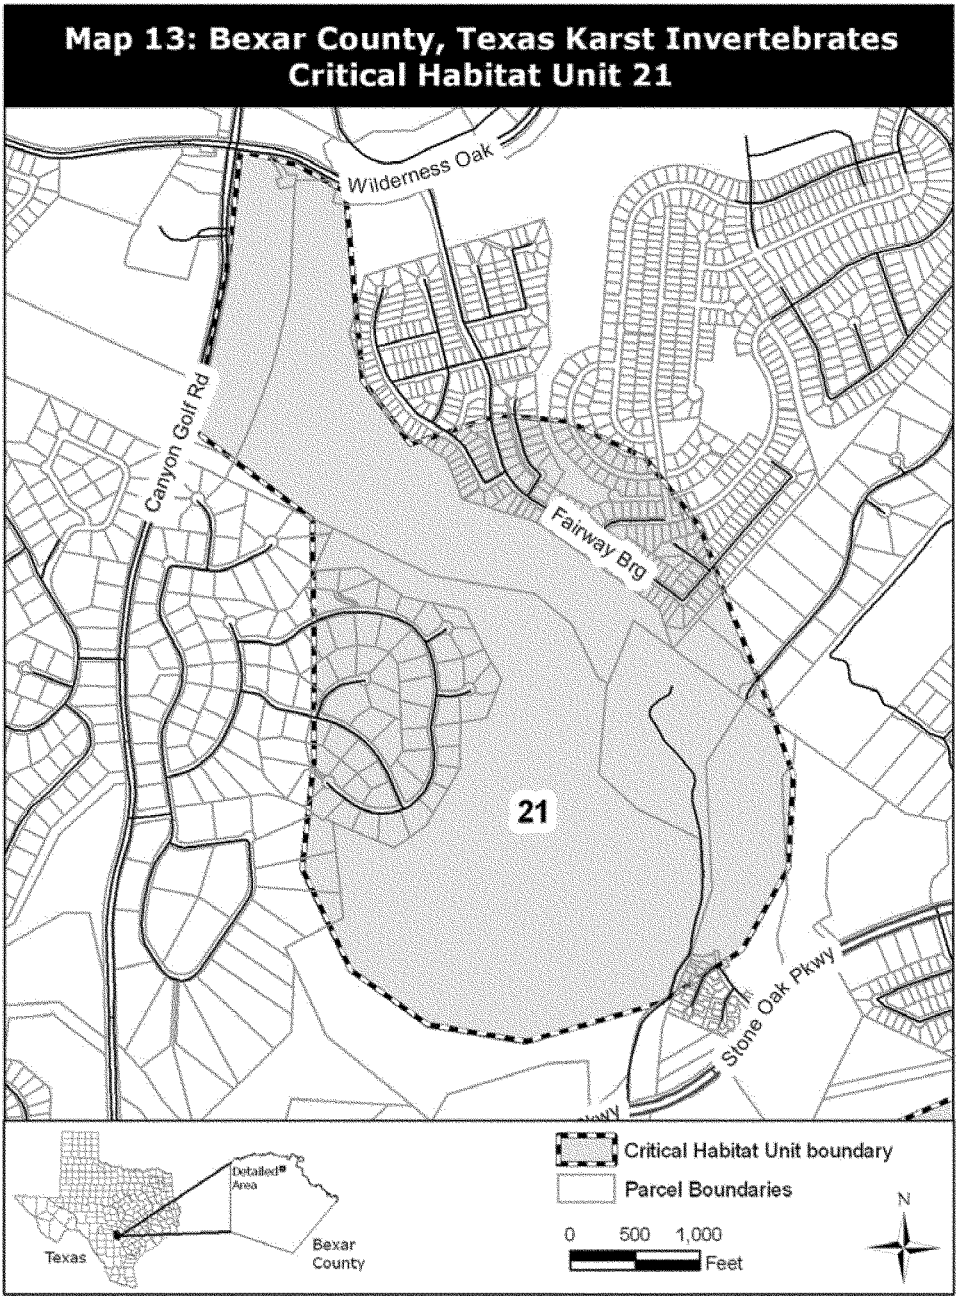 Map 13: Bexar County, Texas Karst Invertebrates
Critical Habitat Unit 21
Wilderness Oak
Canyon Golf Rd
Fairway Brg
21
Stone Oak Pkwy
kwy
Detailed
Area
Texas
Bexar
County
Critical Habitat Unit boundary
Parcel Boundaries
0 500 1,000
Feet
N